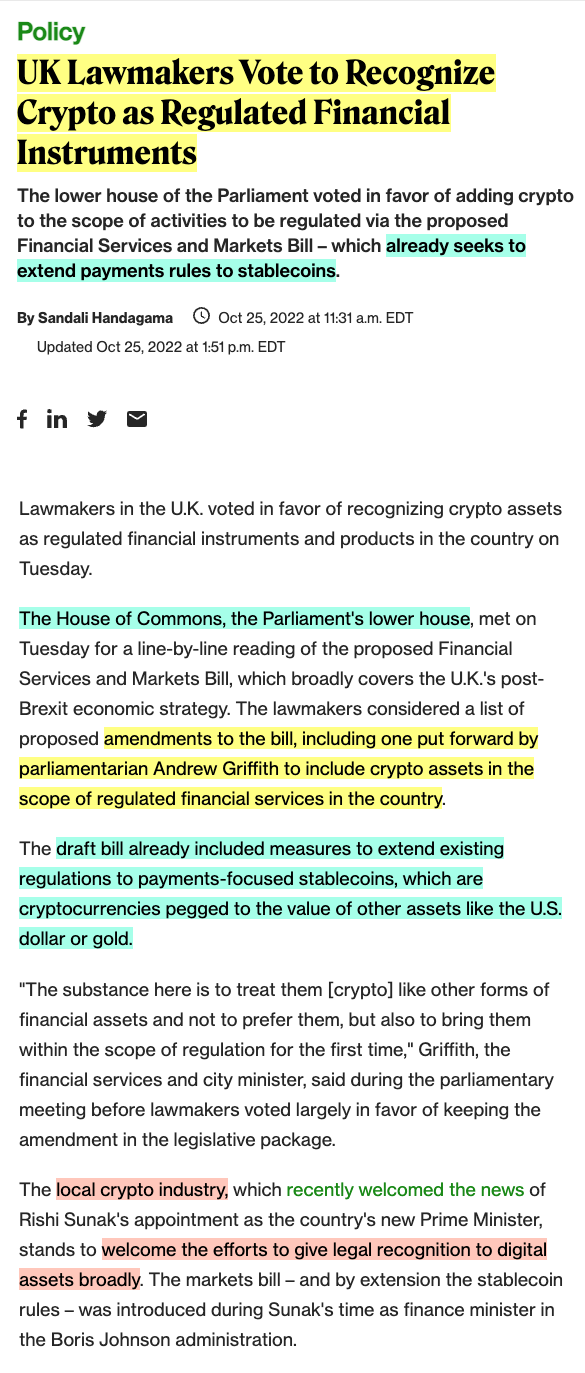 Policy
UK Lawmakers Vote to Recognize
Crypto as Regulated Financial
Instruments
The lower house of the Parliament voted in favor of adding crypto
to the scope of activities to be regulated via the proposed
Financial Services and Markets Bill – which already seeks to
extend payments rules to stablecoins.
By Sandali Handagama Oct 25, 2022 at 11:31 a.m. EDT
Updated Oct 25, 2022 at 1:51 p.m. EDT
Lawmakers in the U.K. voted in favor of recognizing crypto assets
as regulated financial instruments and products in the country on
Tuesday.
The House of Commons, the Parliament's lower house, met on
Tuesday for a line-by-line reading of the proposed Financial
Services and Markets Bill, which broadly covers the U.K.'s post-
Brexit economic strategy. The lawmakers considered a list of
proposed amendments to the bill, including one put forward by
parliamentarian Andrew Griffith to include crypto assets in the
scope of regulated financial services in the country.
The draft bill already included measures to extend existing
regulations to payments-focused stablecoins, which are
cryptocurrencies pegged to the value of other assets like the U.S.
dollar or gold.
"The substance here is to treat them [crypto] like other forms of
financial assets and not to prefer them, but also to bring them
within the scope of regulation for the first time," Griffith, the
financial services and city minister, said during the parliamentary
meeting before lawmakers voted largely in favor of keeping the
amendment in the legislative package.
The local crypto industry, which recently welcomed the news of
Rishi Sunak's appointment as the country's new Prime Minister,
stands to welcome the efforts to give legal recognition to digital
assets broadly. The markets bill – and by extension the stablecoin
rules – was introduced during Sunak's time as finance minister in
the Boris Johnson administration.